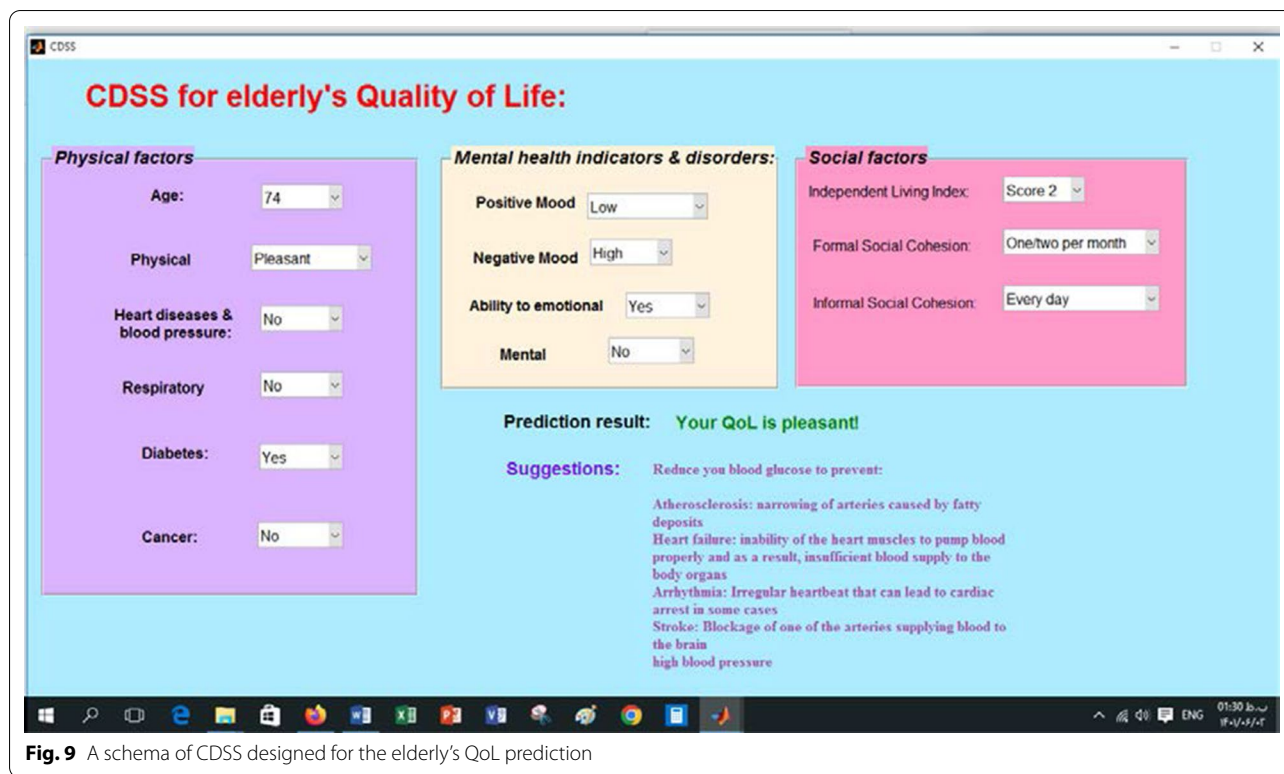 CDSS
CDSS for elderly's Quality of Life:
Physical factors
Age:
74
Physical
Pleasant
Heart diseases &
blood pressure:
No
Respiratory
No
Diabetes:
Yes
Cancer:
No
Mental health indicators & disorders:
Positive Mood
Low
Negative Mood
High
Ability to emotional
Yes
Mental
No
Social factors
Independent Living Index:
Score 2
Formal Social Cohesion:
One/two per month
Informal Social Cohesion:
Every day
Prediction result:
Your QoL is pleasant!
Suggestions:
Reduce you blood glucose to prevent:
Atherosclerosis: narrowing of arteries caused by fatty
deposits
Heart failure: inability of the heart muscles to pump blood
properly and as a result, insufficient blood supply to the
body organs
Arrhythmia: Irregular heartbeat that can lead to cardiac
arrest in some cases
Stroke: Blockage of one of the arteries supplying blood to
the brain
high blood pressure
ENG
01:30 ب.ظ
۱۴۰۱/۰۶/۰۲
Fig. 9 A schema of CDSS designed for the elderly's QoL prediction